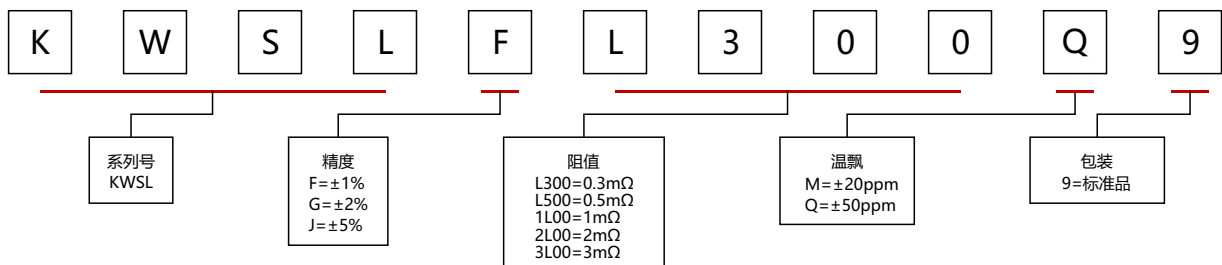 K W S L F L 3 0 0 Q 9
系列号
KWSL
精度
F=±1%
G=±2%
J=±5%
阻值
L300=0.3mΩ
L500=0.5mΩ
1L00=1mΩ
2L00=2mΩ
3L00=3mΩ
温飘
M=±20ppm
Q=±50ppm
包装
9=标准品